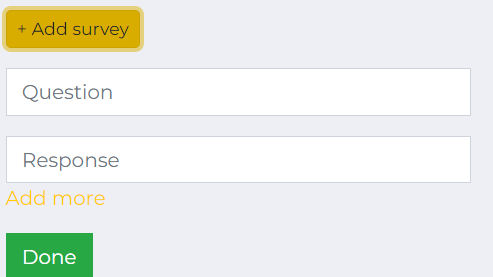 + Add survey
Question
Response
Add more
Done